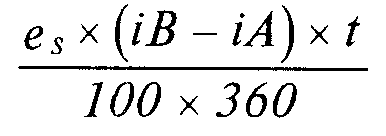 e_s × (iB − iA) × t
100 × 360